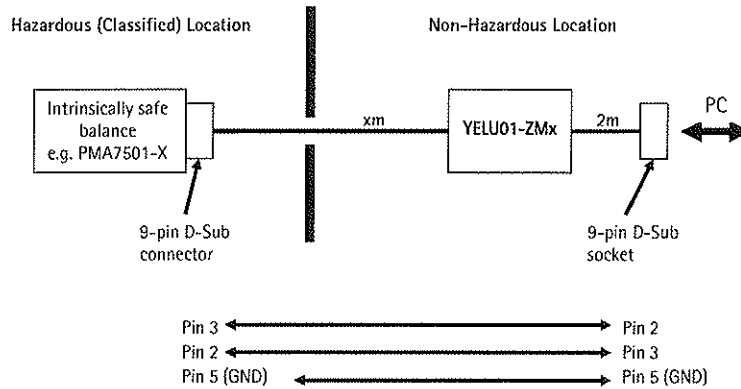 Hazardous (Classified) Location
Non-Hazardous Location
Intrinsically safe
balance
e.g. PMA7501-X
xm
YELU01-ZMx
2m
PC
9-pin D-Sub
connector
9-pin D-Sub
socket
Pin 3
Pin 2
Pin 2
Pin 3
Pin 5 (GND)
Pin 5 (GND)